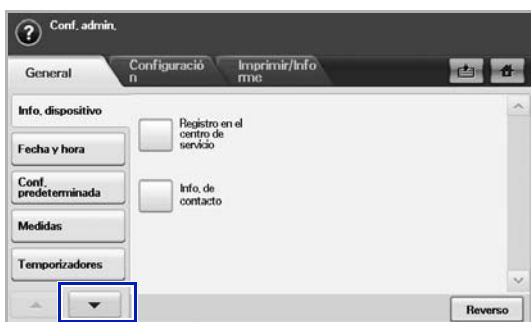 Conf. admin.
General
Configuració
n
Imprimir/Info
rme
Info. dispositivo
Fecha y hora
Conf.
predeterminada
Medidas
Temporizadores
Registro en el
centro de
servicio
Info. de
contacto
Reverso